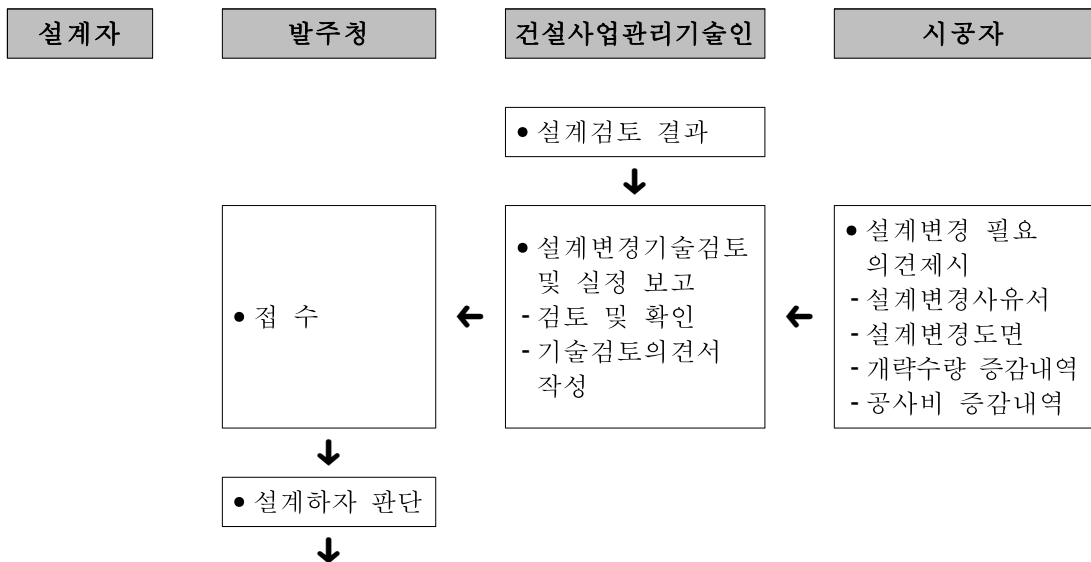 설계자
발주청
건설사업관리기술인
시공자
● 설계검토 결과
● 접 수
● 설계변경기술검토
및 실정 보고
- 검토 및 확인
- 기술검토의견서
작성
● 설계변경 필요
의견제시
- 설계변경사유서
- 설계변경도면
- 개략수량 증감내역
- 공사비 증감내역
● 설계하자 판단